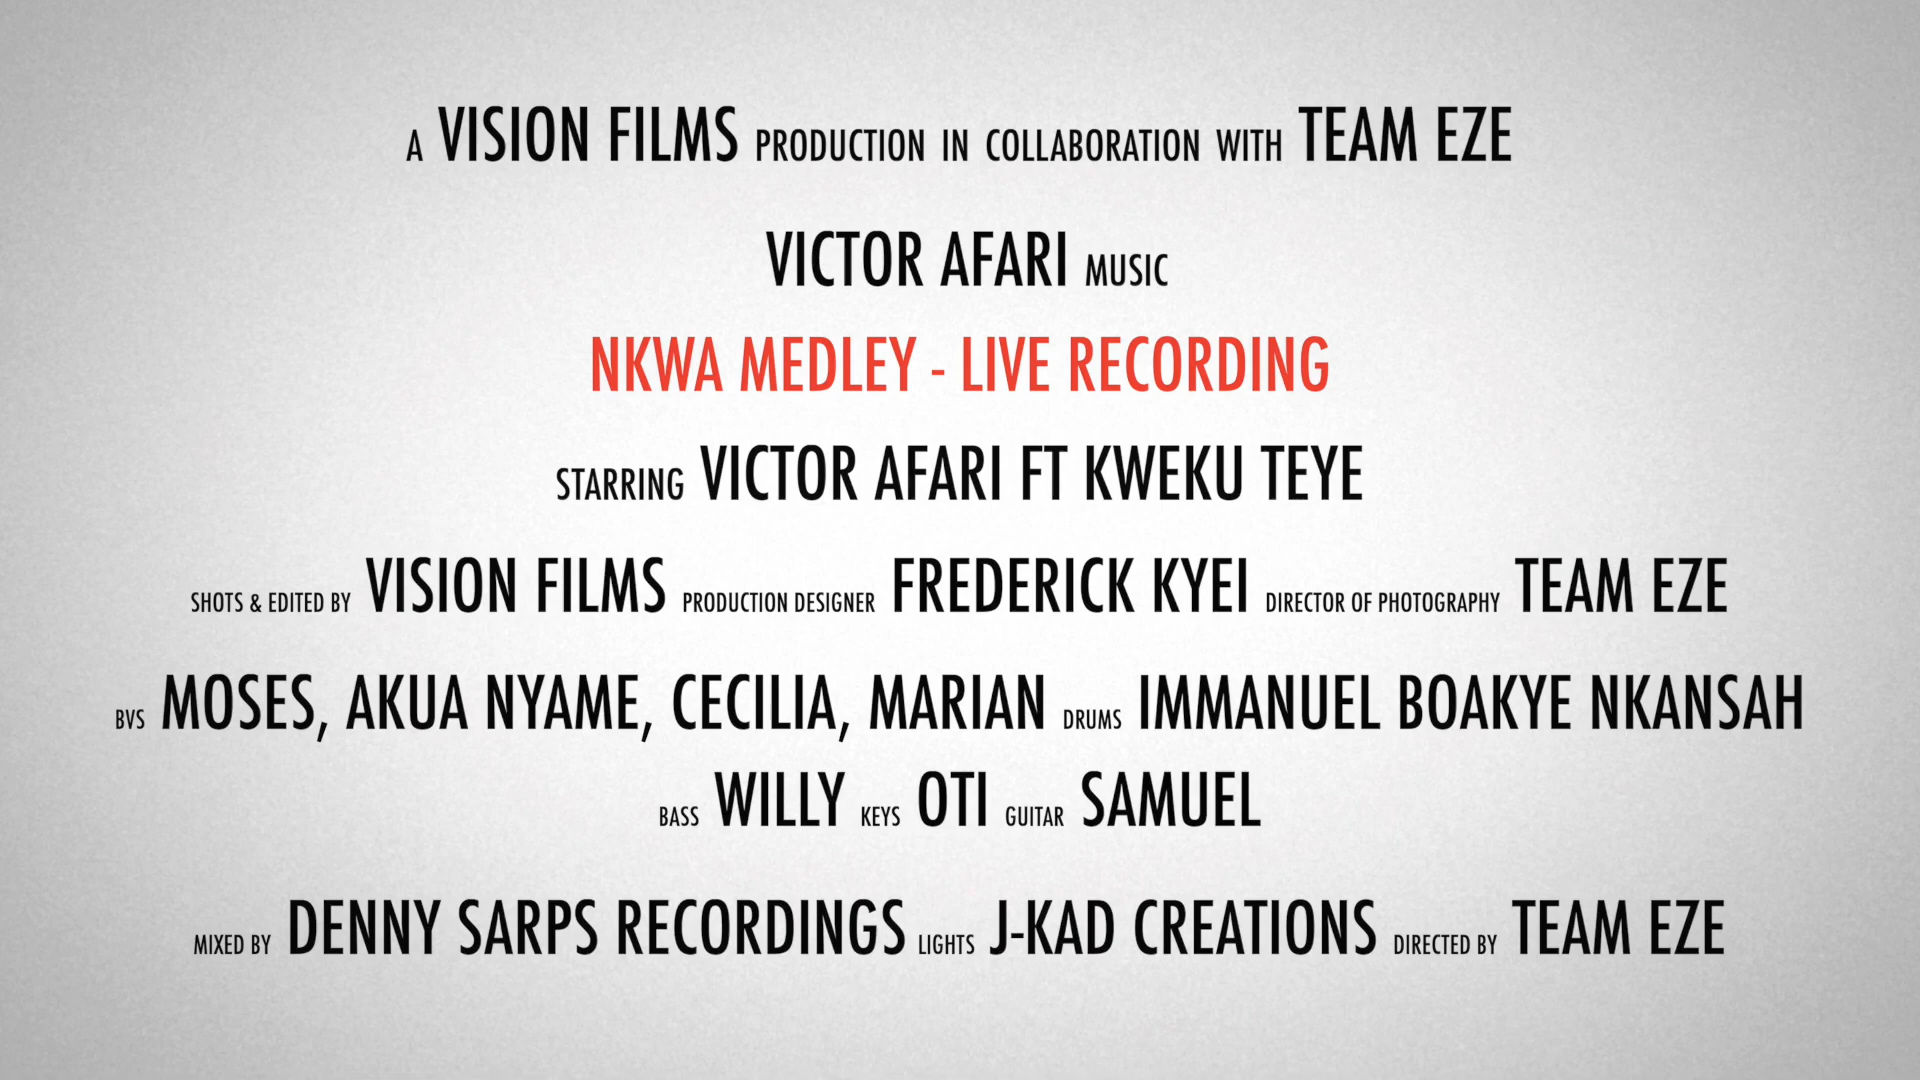 A VISION FILMS PRODUCTION IN COLLABORATION WITH TEAM EZE
VICTOR AFARI MUSIC
NKWA MEDLEY - LIVE RECORDING
STARRING VICTOR AFARI FT KWEKU TEYE
SHOTS & EDITED BY VISION FILMS PRODUCTION DESIGNER FREDERICK KYEI DIRECTOR OF PHOTOGRAPHY TEAM EZE
BVS MOSES, AKUA NYAME, CECILIA, MARIAN DRUMS IMMANUEL BOAKYE NKANSAH
BASS WILLY KEYS OTI GUITAR SAMUEL
MIXED BY DENNY SARPS RECORDINGS LIGHTS J-KAD CREATIONS DIRECTED BY TEAM EZE